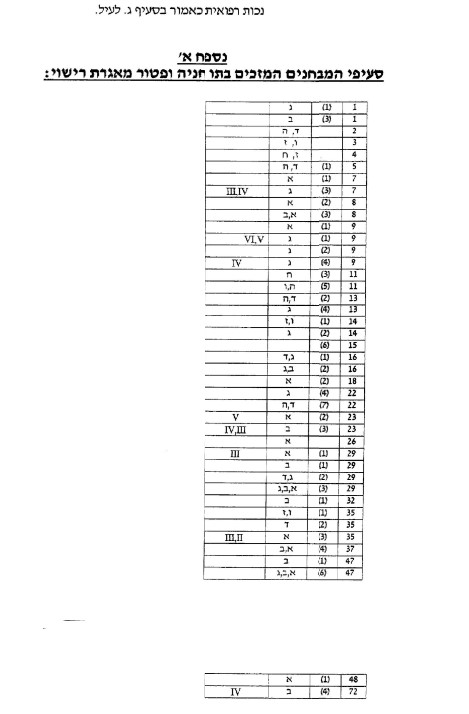 נכות רפואית כאמור בסעיף ג. לעיל.
נספח א'
סעיפי המבחנים המזכים בתו חניה ופטור מאגרת רישוי:
1 (1) ג
1 (3) ב
2 ד, ה
3 ו, ז
4 ז, ח
5 (1) ד,ה
7 (1) א
7 (3) ג III,IV
8 (2) א
8 (3) א,ב
9 (1) א
9 (1) ג VI,V
9 (2) ג
9 (4) ג IV
11 (3) ח
11 (5) ה,ו
13 (2) ד,ה
13 (4) ג
14 (1) ו,ז
14 (2) ג
15 (6)
16 (1) ג,ד
16 (2) ב,ג
18 (2) א
22 (4) ג
22 (7) ד,ה
23 (2) א V
23 (3) ב IV,III
26 א
29 (1) א III
29 (1) ב
29 (2) ג,ד
29 (3) א,ב,ג
32 (1) ב
35 (1) ו,ז
35 (2) ד
35 (3) א III,II
37 (4) א,ב
47 (1) ב
47 (6) א,ב,ג
48 (1) א
72 (4) ב IV